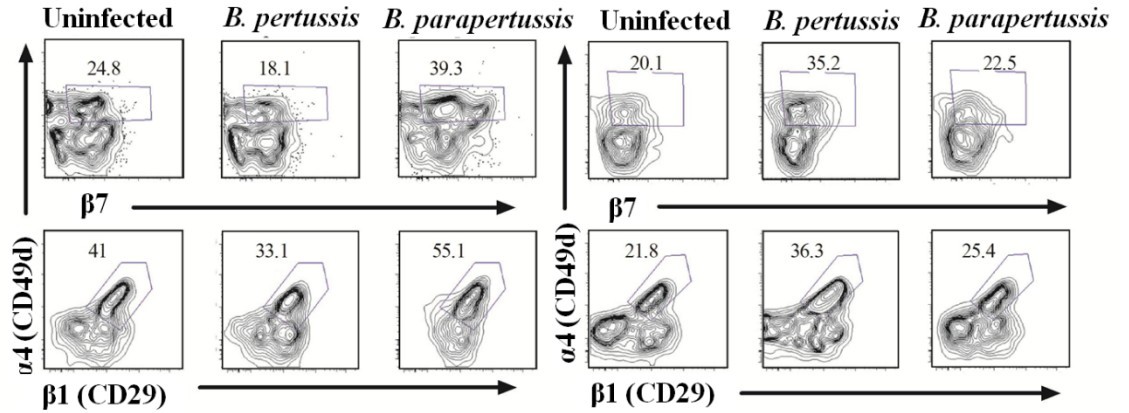 Uninfected B. pertussis B. parapertussis Uninfected B. pertussis B. parapertussis
24.8 18.1 39.3 20.1 35.2 22.5
β7 β7
α4 (CD49d) α4 (CD49d)
41 33.1 55.1 21.8 36.3 25.4
β1 (CD29) β1 (CD29)